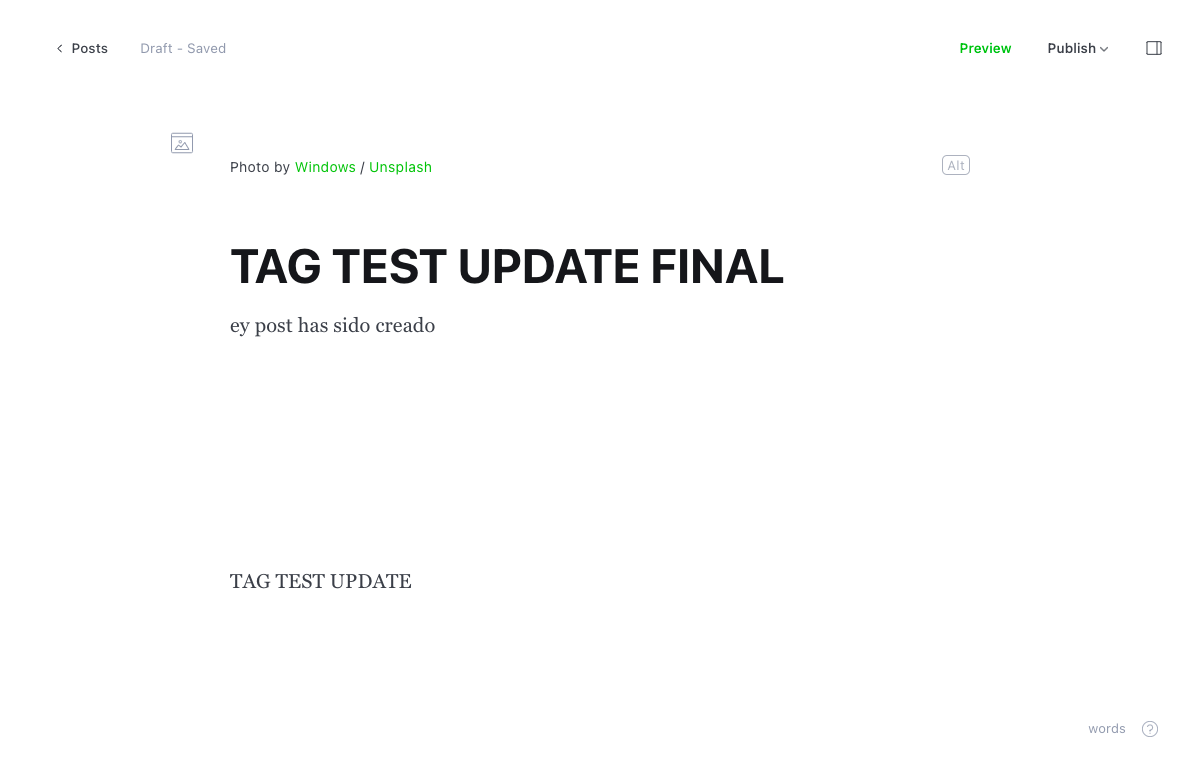 Posts Draft - Saved Preview Publish
Photo by Windows / Unsplash Alt
TAG TEST UPDATE FINAL
ey post has sido creado
TAG TEST UPDATE
words ?